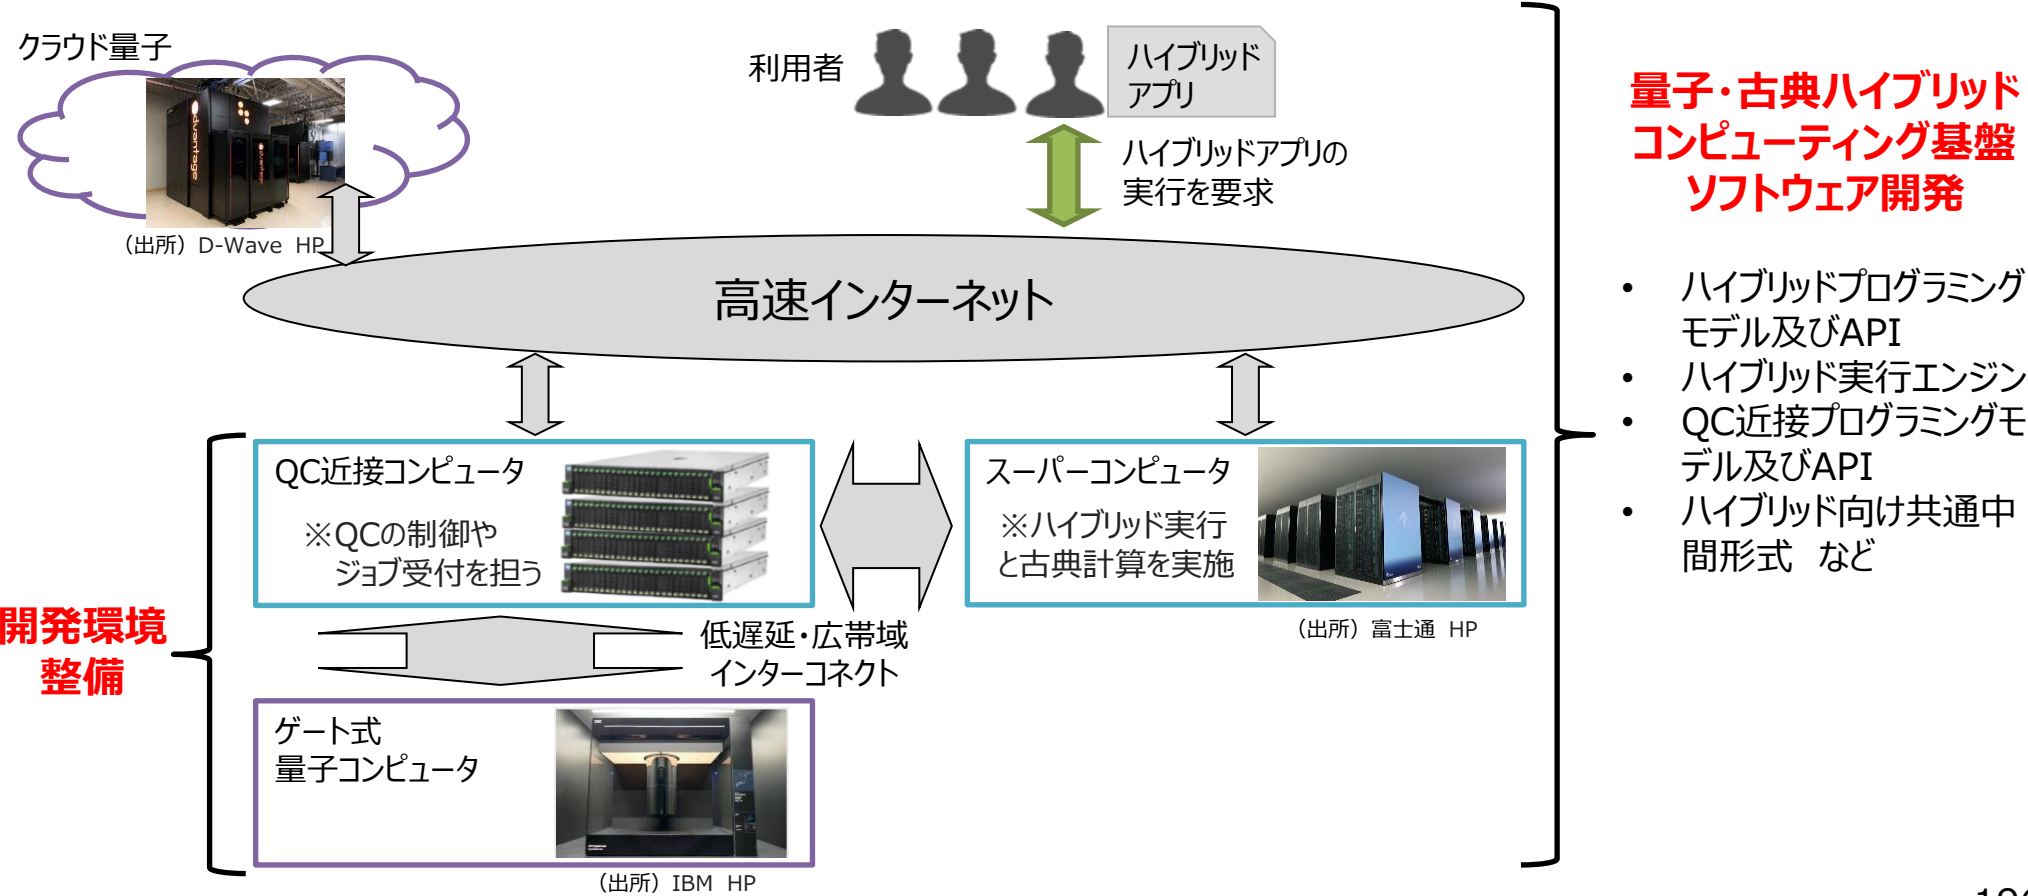 クラウド量子
（出所）D-Wave HP
利用者
ハイブリッド
アプリ
ハイブリッドアプリの
実行を要求
高速インターネット
QC近接コンピュータ
※QCの制御や
ジョブ受付を担う
スーパーコンピュータ
※ハイブリッド実行
と古典計算を実施
（出所）富士通 HP
低遅延・広帯域
インターコネクト
開発環境
整備
ゲート式
量子コンピュータ
（出所）IBM HP
量子・古典ハイブリッド
コンピューティング基盤
ソフトウェア開発
• ハイブリッドプログラミング
モデル及びAPI
• ハイブリッド実行エンジン
• QC近接プログラミングモ
デル及びAPI
• ハイブリッド向け共通中
間形式　など